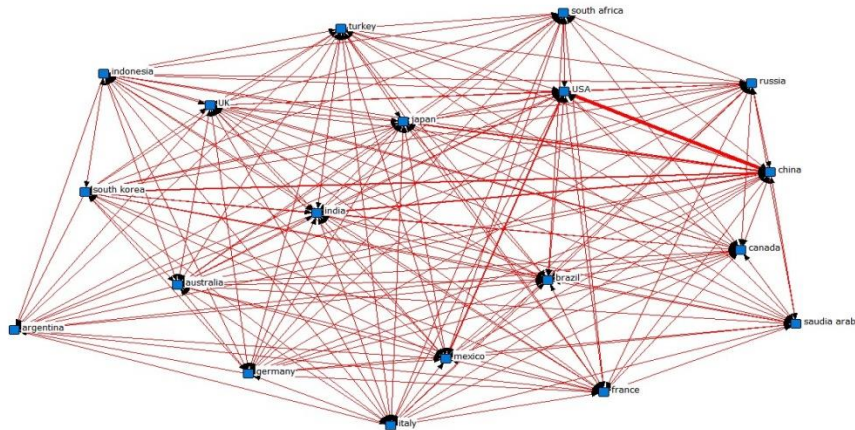 south africa
turkey
indonesia
russia
USA
UK
japan
china
south korea
india
canada
brazil
australia
saudia arab
argentina
mexico
germany
france
italy